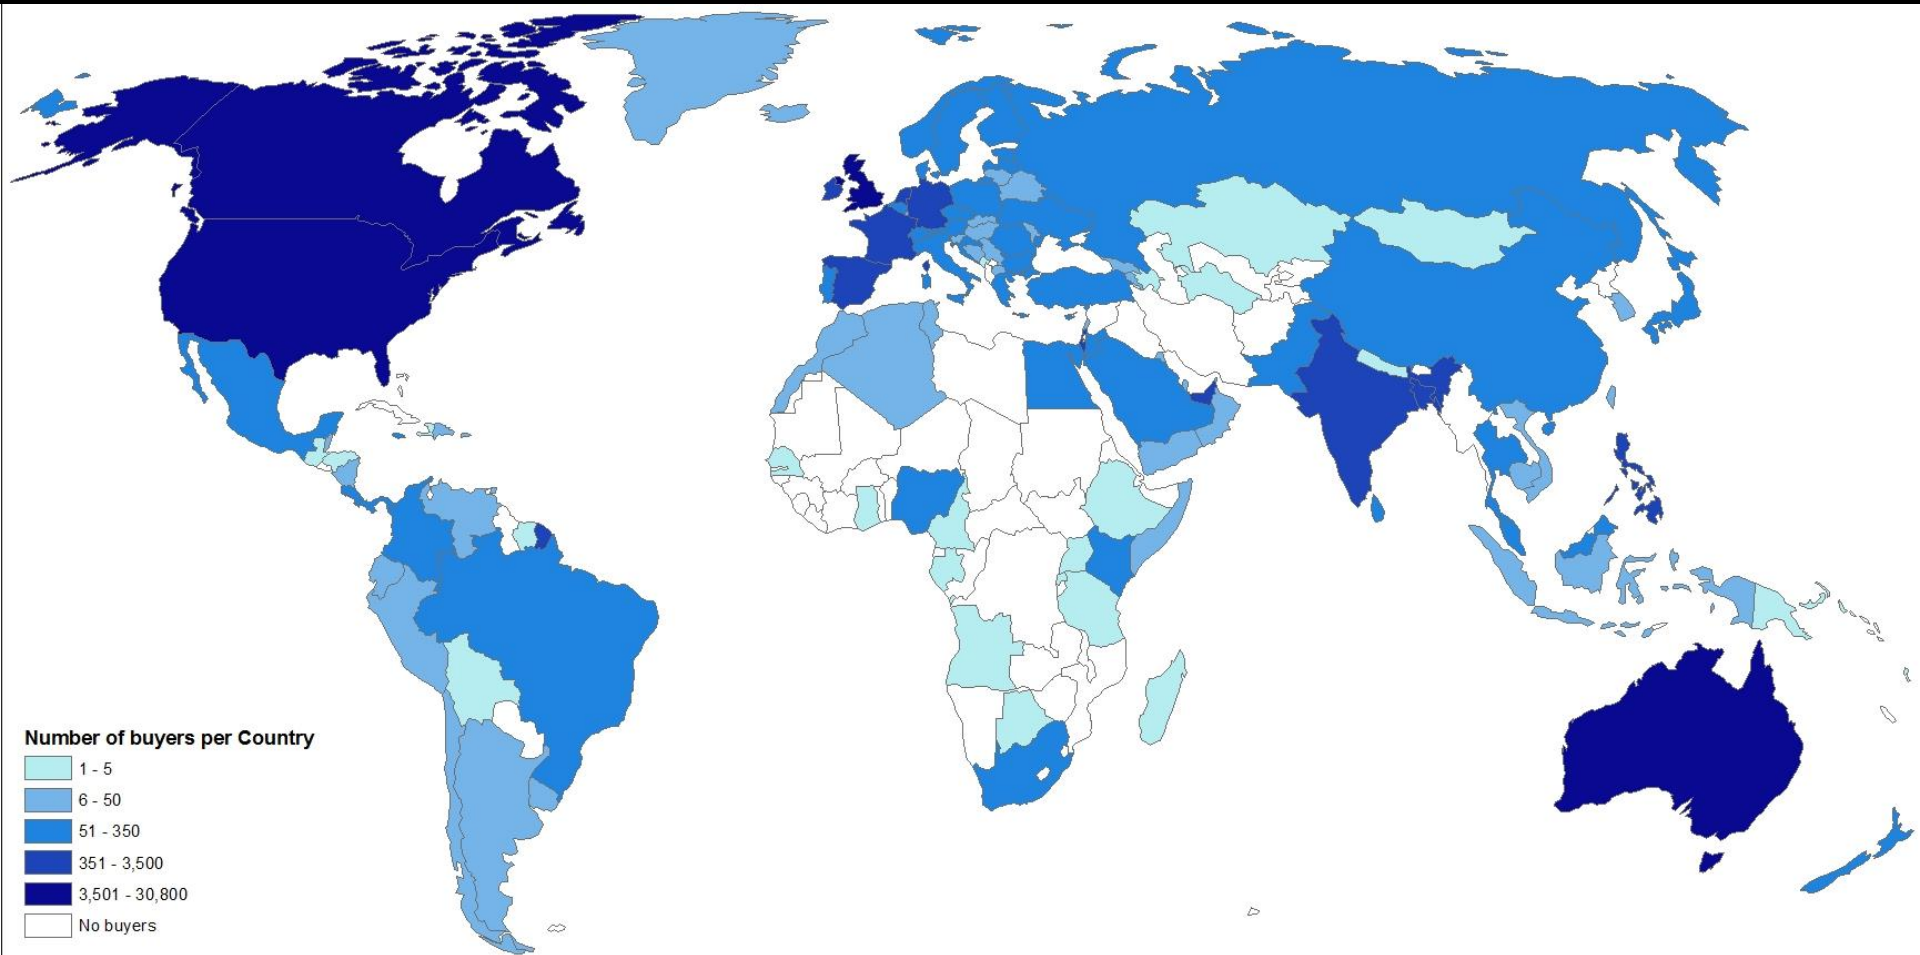 Number of buyers per Country
1 - 5
6 - 50
51 - 350
351 - 3,500
3,501 - 30,800
No buyers